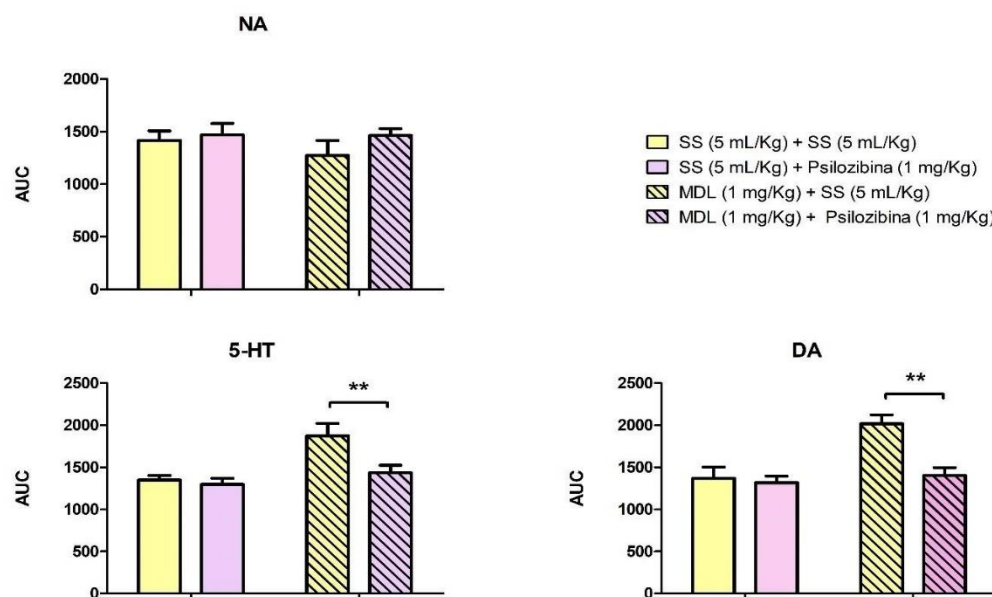 NA
2000
1500
1000
500
0
AUC
SS (5 mL/Kg) + SS (5 mL/Kg)
SS (5 mL/Kg) + Psilozibina (1 mg/Kg)
MDL (1 mg/Kg) + SS (5 mL/Kg)
MDL (1 mg/Kg) + Psilozibina (1 mg/Kg)
5-HT
2500
2000
1500
1000
500
0
AUC
**
DA
2500
2000
1500
1000
500
0
AUC
**